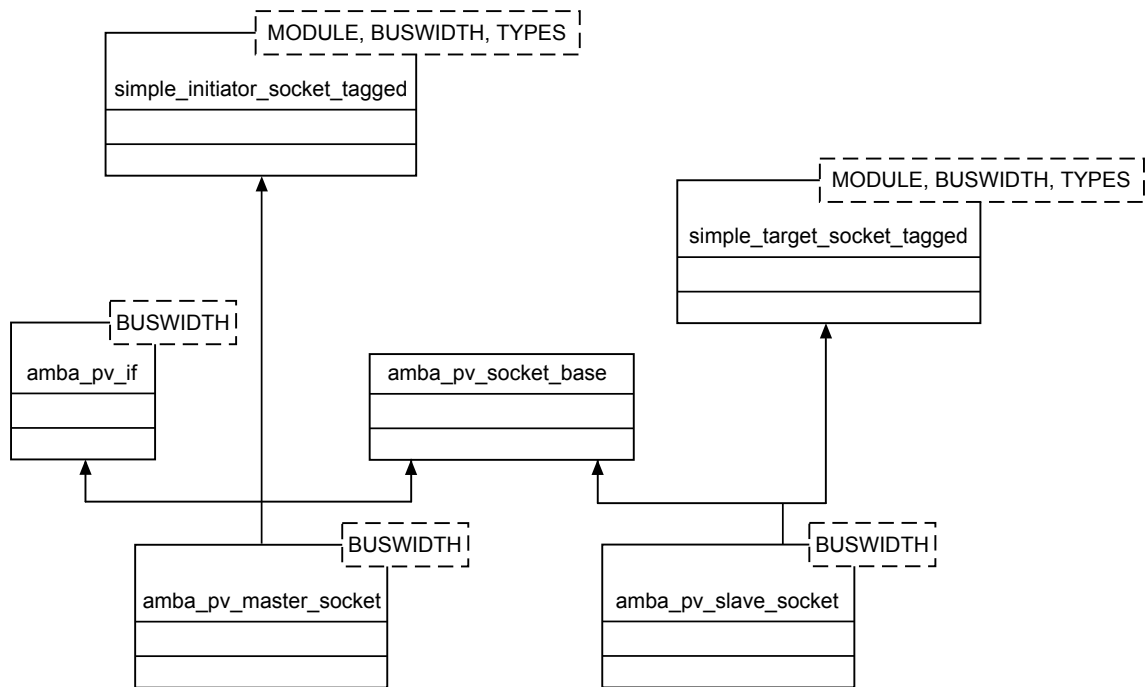 MODULE, BUSWIDTH, TYPES
simple_initiator_socket_tagged
MODULE, BUSWIDTH, TYPES
simple_target_socket_tagged
BUSWIDTH
amba_pv_if
amba_pv_socket_base
BUSWIDTH
amba_pv_master_socket
BUSWIDTH
amba_pv_slave_socket